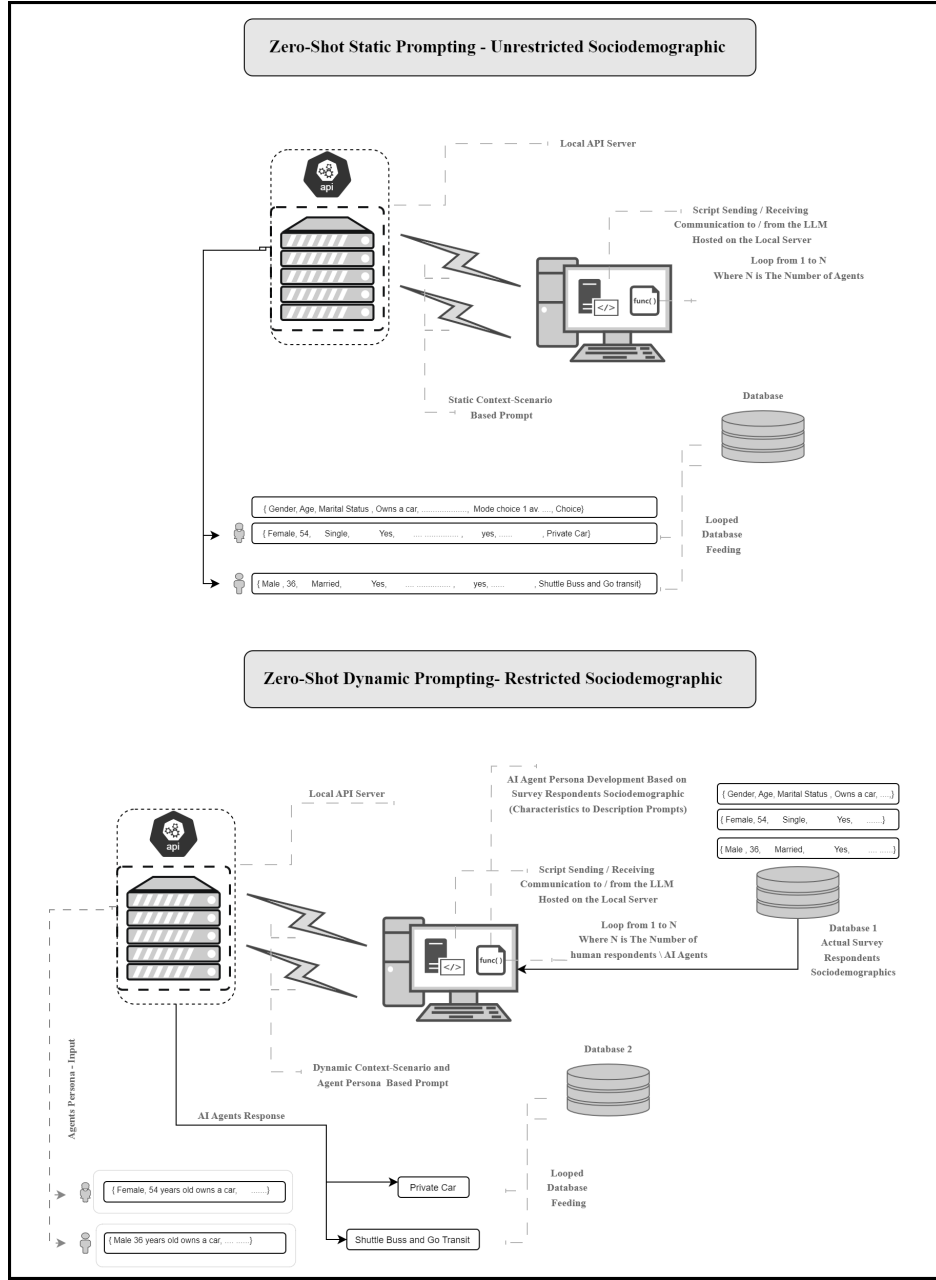 Zero-Shot Static Prompting - Unrestricted Sociodemographic
Local API Server
api
Script Sending / Receiving
Communication to / from the LLM
Hosted on the Local Server
Loop from 1 to N
Where N is The Number of Agents
</>
func( )
Static Context-Scenario
Based Prompt
Database
{ Gender, Age, Marital Status , Owns a car, ....................., Mode choice 1 av. ...., Choice}
{ Female, 54, Single, Yes, .... ............... , yes, ...... , Private Car}
Looped
Database
Feeding
{ Male , 36, Married, Yes, .... ............... , yes, ...... , Shuttle Buss and Go transit}
Zero-Shot Dynamic Prompting- Restricted Sociodemographic
AI Agent Persona Development Based on
Survey Respondents Sociodemographic
(Characteristics to Description Prompts)
Local API Server
{ Gender, Age, Marital Status , Owns a car, ....,}
{ Female, 54, Single, Yes, .......}
{ Male , 36, Married, Yes, .... ......}
api
Script Sending / Receiving
Communication to / from the LLM
Hosted on the Local Server
Loop from 1 to N
Where N is The Number of
human respondents \ AI Agents
</>
func( )
Database 1
Actual Survey
Respondents
Sociodemographics
Database 2
Dynamic Context-Scenario and
Agent Persona Based Prompt
Agents Persona - Input
AI Agents Response
{ Female, 54 years old owns a car, .......}
Private Car
Looped
Database
Feeding
{ Male 36 years old owns a car, .... ......}
Shuttle Buss and Go Transit